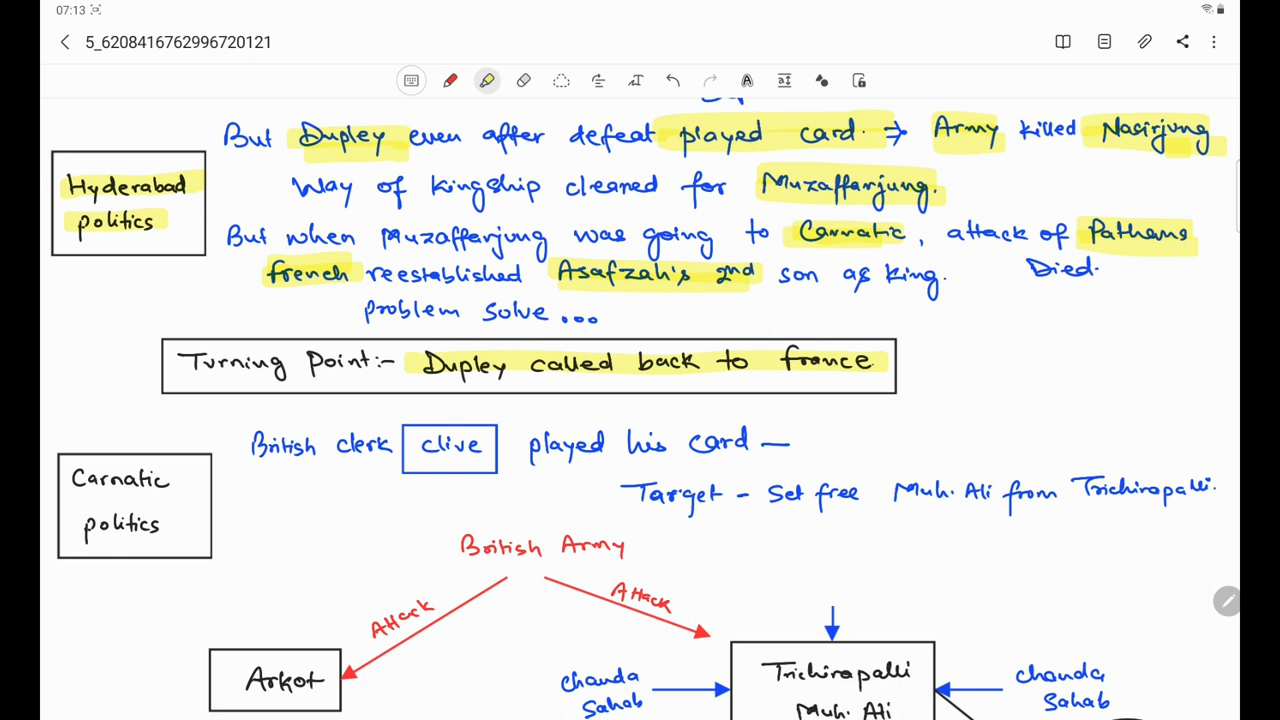 07:13
5_6208416762996720121
But Dupley even after defeat played card. → Army killed Nasirjung
Hyderabad politics
Way of kingship cleared for Muzaffarjung.
But when Muzaffarjung was going to Carnatic, attack of Pathans
Died.
french reestablished Asafzah's 2nd son as king.
problem solve ...
Turning Point:- Dupley called back to france
British clerk clive played his card —
Carnatic
politics
Target - Set free Muh. Ali from Trichirapalli.
British Army
Attack
Attack
Arkot
Chanda
Sahab
Trichirapalli
Muh. Ali
chanda
Sahab